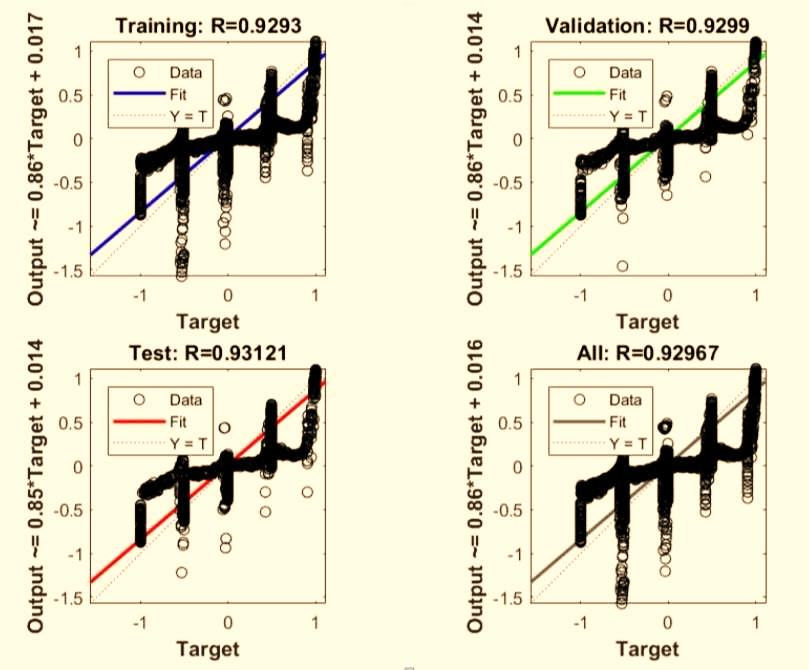 Training: R=0.9293
Output ~= 0.86*Target + 0.017
1
0.5
0
-0.5
-1
-1.5
Data
Fit
Y = T
-1 0 1
Target
Validation: R=0.9299
Output ~= 0.86*Target + 0.014
1
0.5
0
-0.5
-1
-1.5
Data
Fit
Y = T
-1 0 1
Target
Test: R=0.93121
Output ~= 0.85*Target + 0.014
1
0.5
0
-0.5
-1
-1.5
Data
Fit
Y = T
-1 0 1
Target
All: R=0.92967
Output ~= 0.86*Target + 0.016
1
0.5
0
-0.5
-1
-1.5
Data
Fit
Y = T
-1 0 1
Target